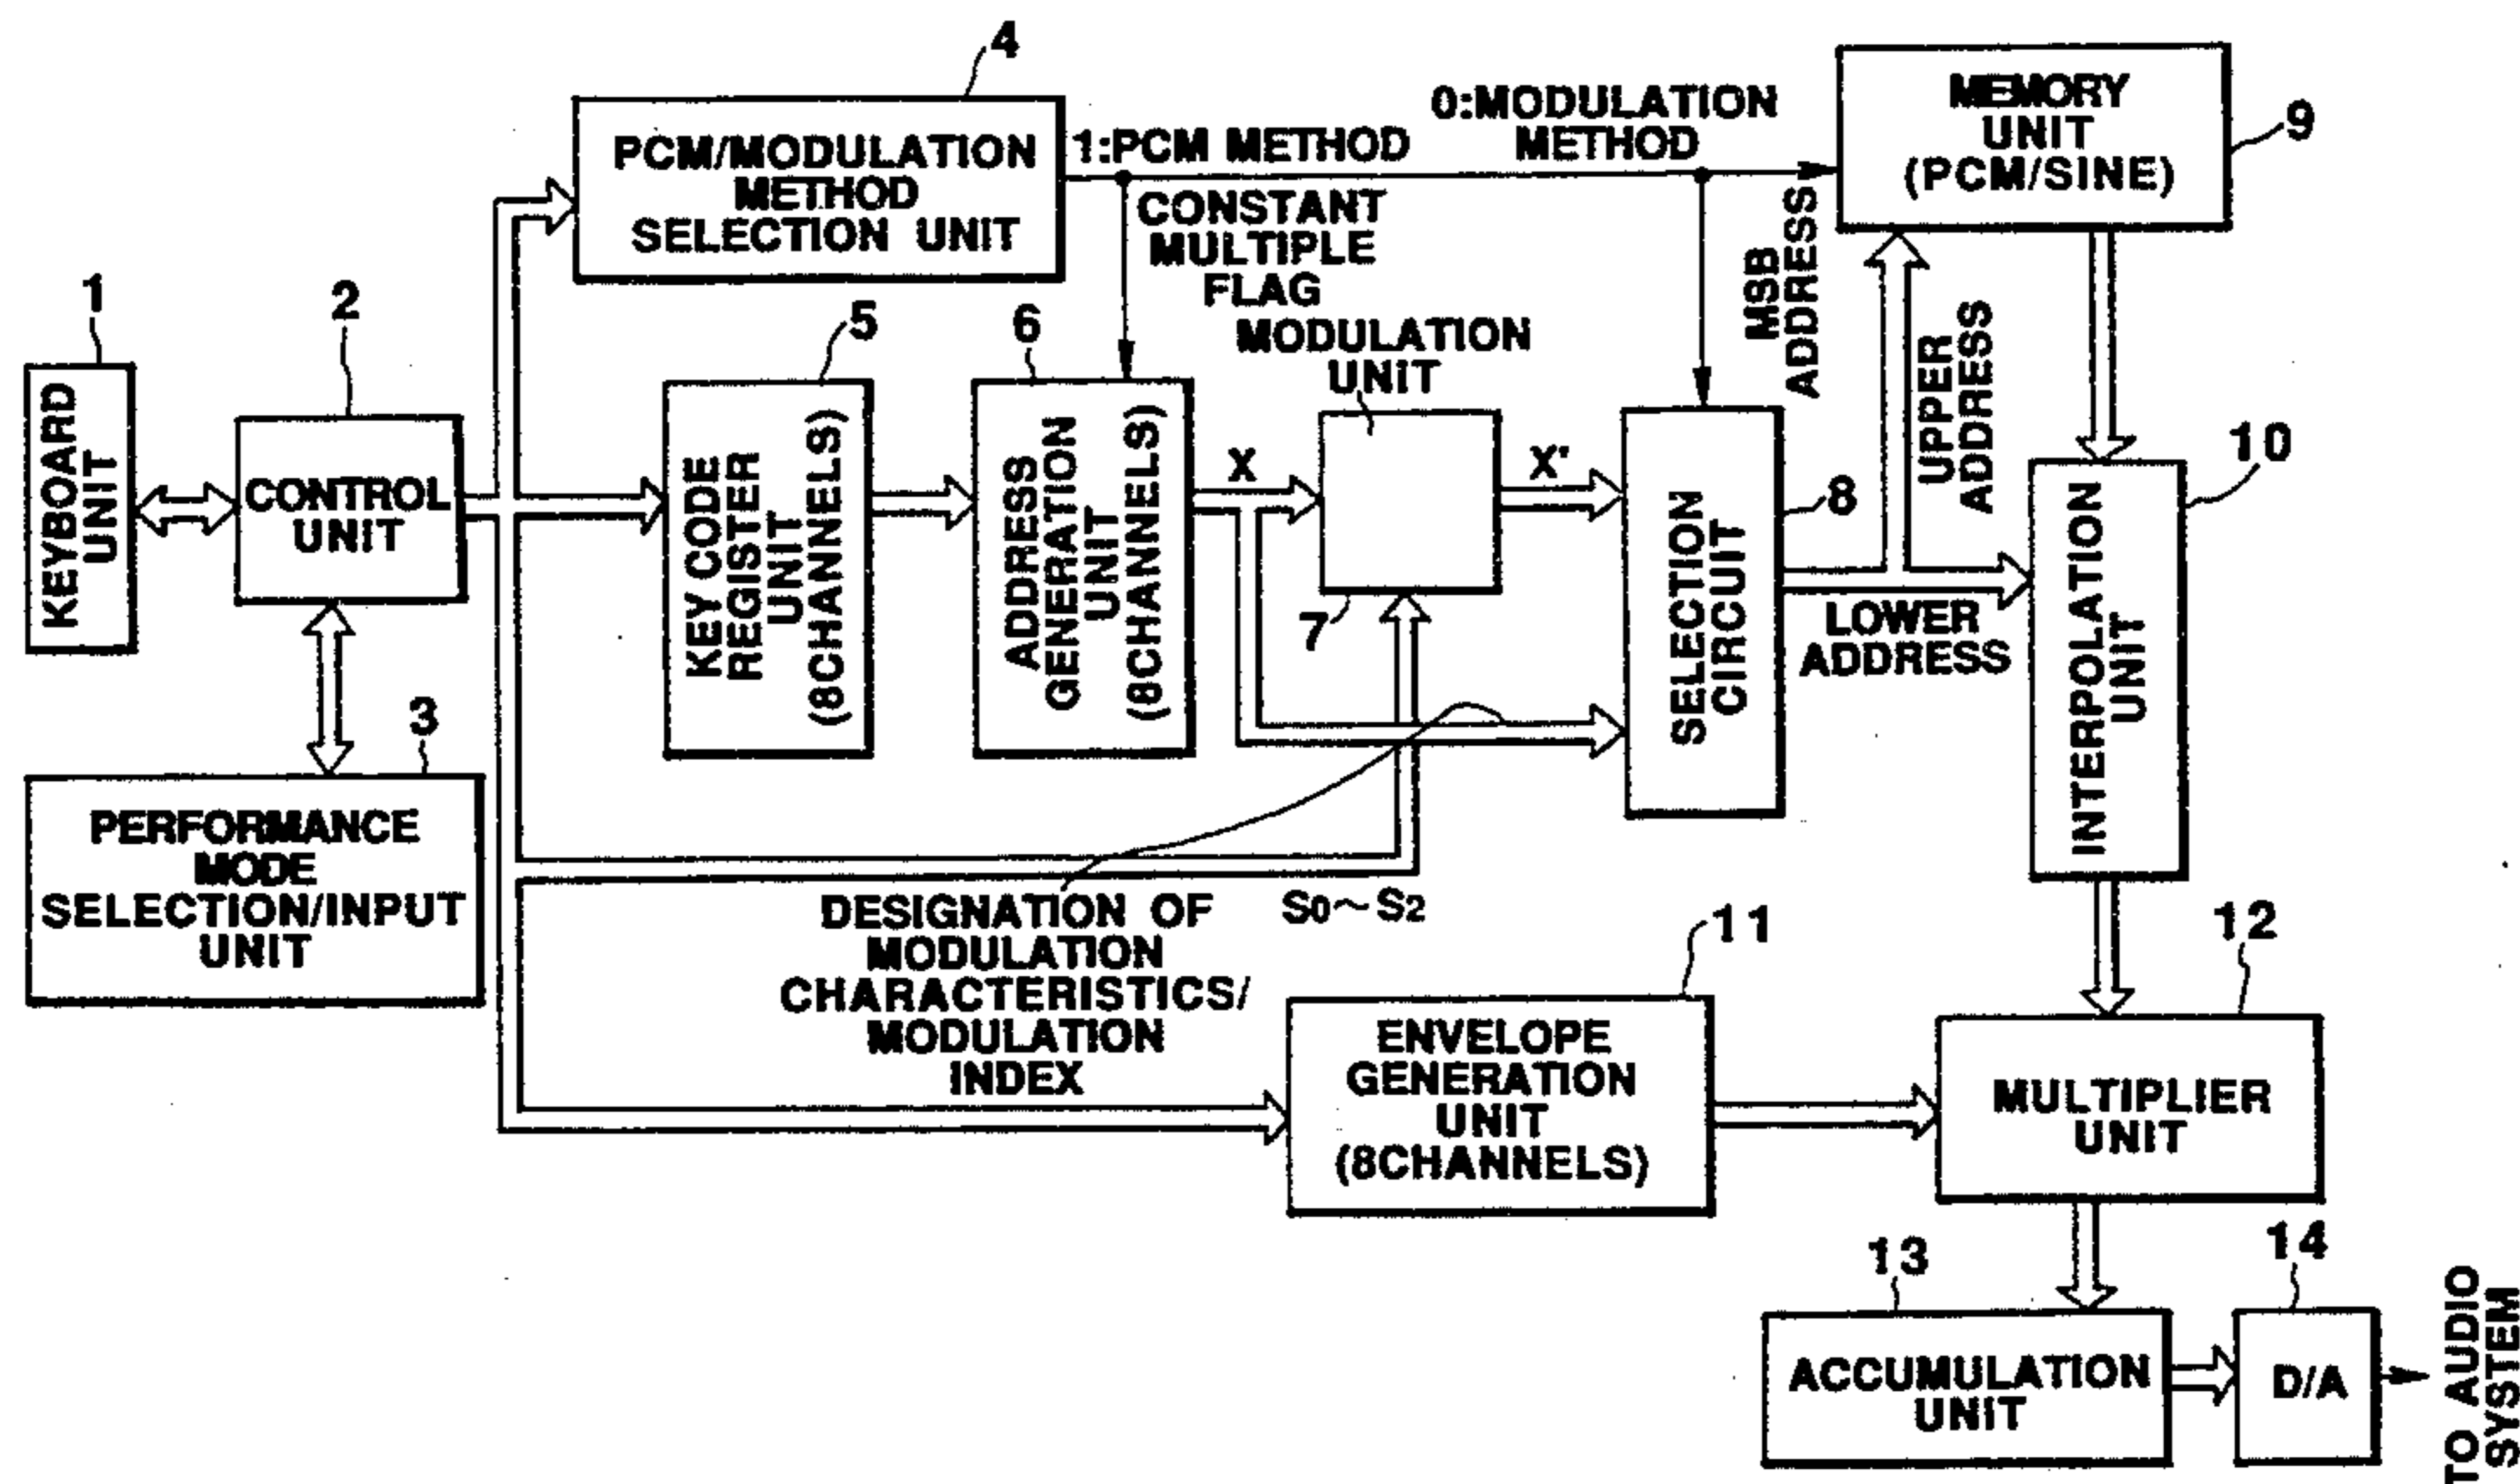 4
PCM/MODULATION
METHOD
SELECTION UNIT
1:PCM METHOD
0:MODULATION
METHOD
CONSTANT
MULTIPLE
FLAG
MSB
ADDRESS
MEMORY
UNIT
(PCM/SINE)
9
1
KEYBOARD
UNIT
2
CONTROL
UNIT
3
PERFORMANCE
MODE
SELECTION/INPUT
UNIT
5
KEY CODE
REGISTER
UNIT
(8CHANNELS)
6
ADDRESS
GENERATION
UNIT
(8CHANNELS)
X
MODULATION
UNIT
7
X'
SELECTION
CIRCUIT
8
UPPER
ADDRESS
LOWER
ADDRESS
10
INTERPOLATION
UNIT
DESIGNATION OF
MODULATION
CHARACTERISTICS/
MODULATION
INDEX
S0~S2
11
ENVELOPE
GENERATION
UNIT
(8CHANNELS)
12
MULTIPLIER
UNIT
13
ACCUMULATION
UNIT
14
D/A
TO AUDIO
SYSTEM